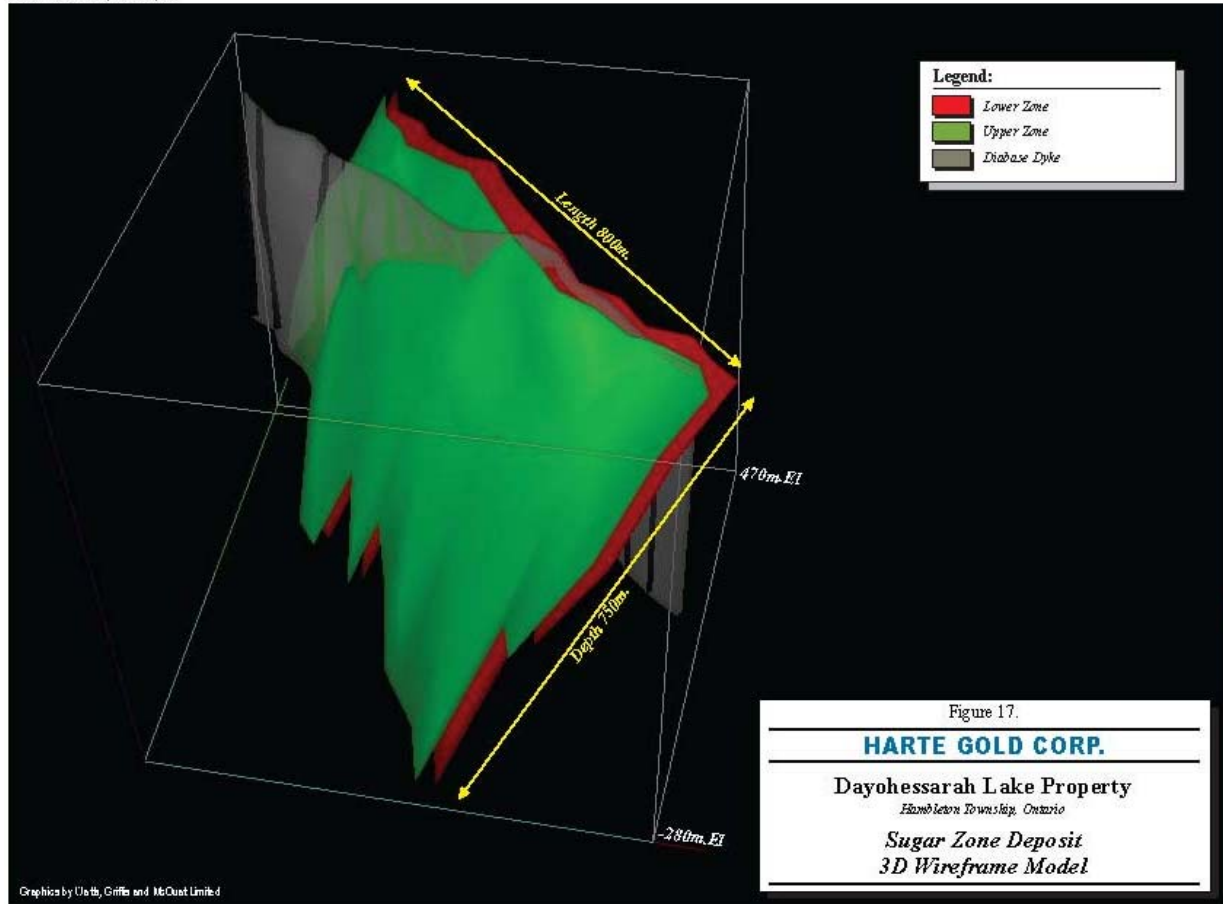 Legend:
Lower Zone
Upper Zone
Diabase Dyke
Length 800m.
470m.El
Depth 750m.
-280m.El
Figure 17.
HARTE GOLD CORP.
Dayohessarah Lake Property
Hambleton Township, Ontario
Sugar Zone Deposit
3D Wireframe Model
Graphics by Watts, Griffis and McOuat Limited